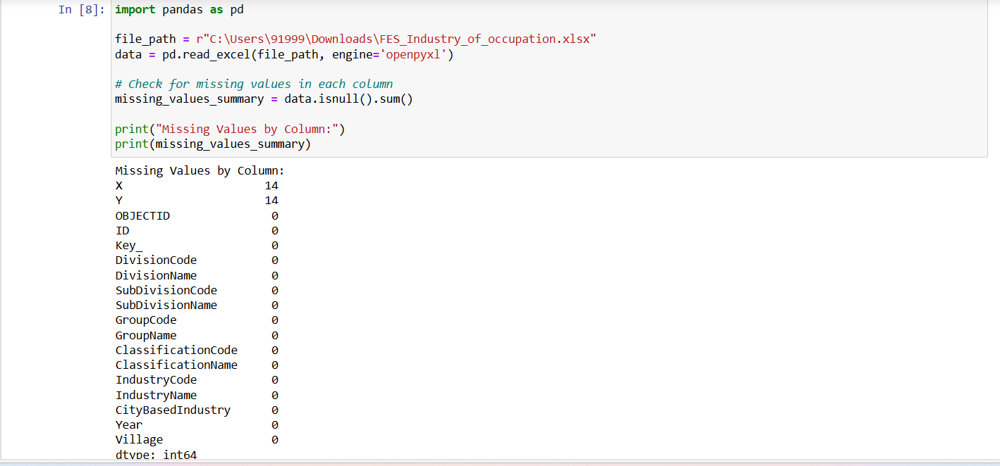 In [8]: import pandas as pd
file_path = r"C:\Users\91999\Downloads\FES_Industry_of_occupation.xlsx"
data = pd.read_excel(file_path, engine='openpyxl')
# Check for missing values in each column
missing_values_summary = data.isnull().sum()
print("Missing Values by Column:")
print(missing_values_summary)
Missing Values by Column:
X 14
Y 14
OBJECTID 0
ID 0
Key_ 0
DivisionCode 0
DivisionName 0
SubDivisionCode 0
SubDivisionName 0
GroupCode 0
GroupName 0
ClassificationCode 0
ClassificationName 0
IndustryCode 0
IndustryName 0
CityBasedIndustry 0
Year 0
Village 0
dtype: int64